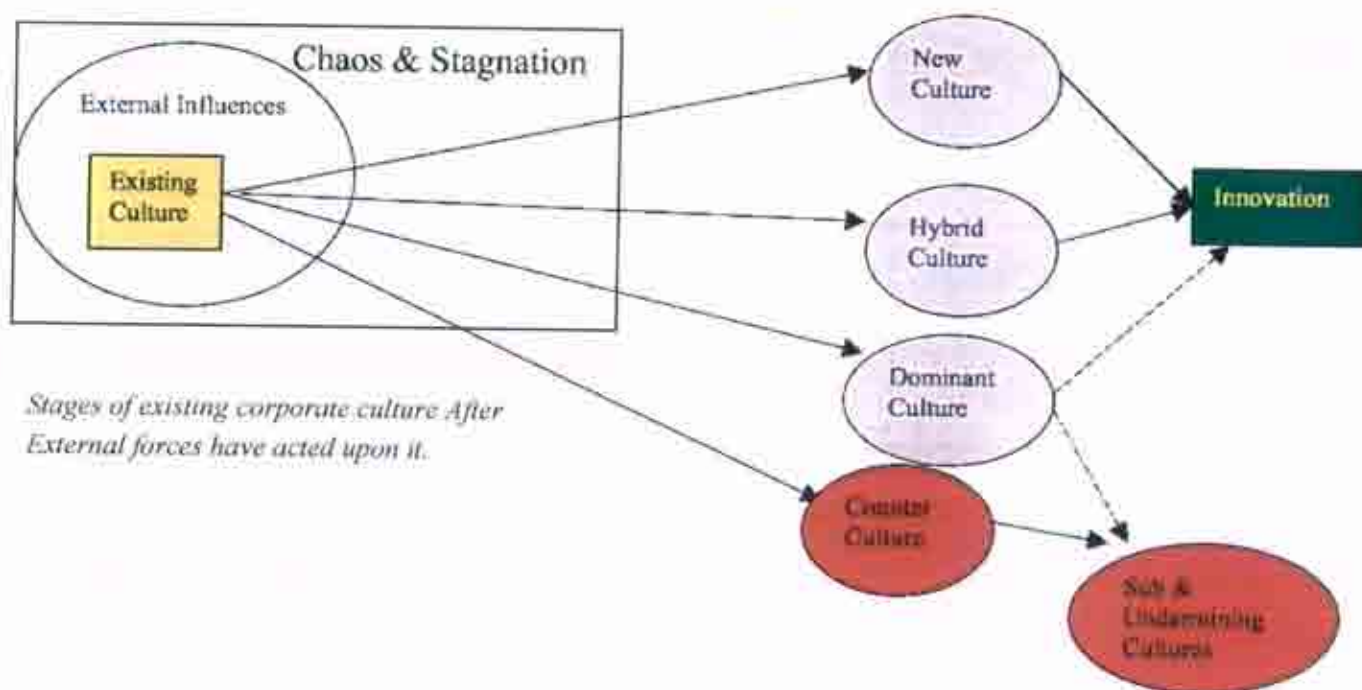 Chaos & Stagnation
External Influences
Existing
Culture
New
Culture
Hybrid
Culture
Dominant
Culture
Counter
Culture
Sub &
Undermining
Cultures
Innovation
Stages of existing corporate culture After
External forces have acted upon it.